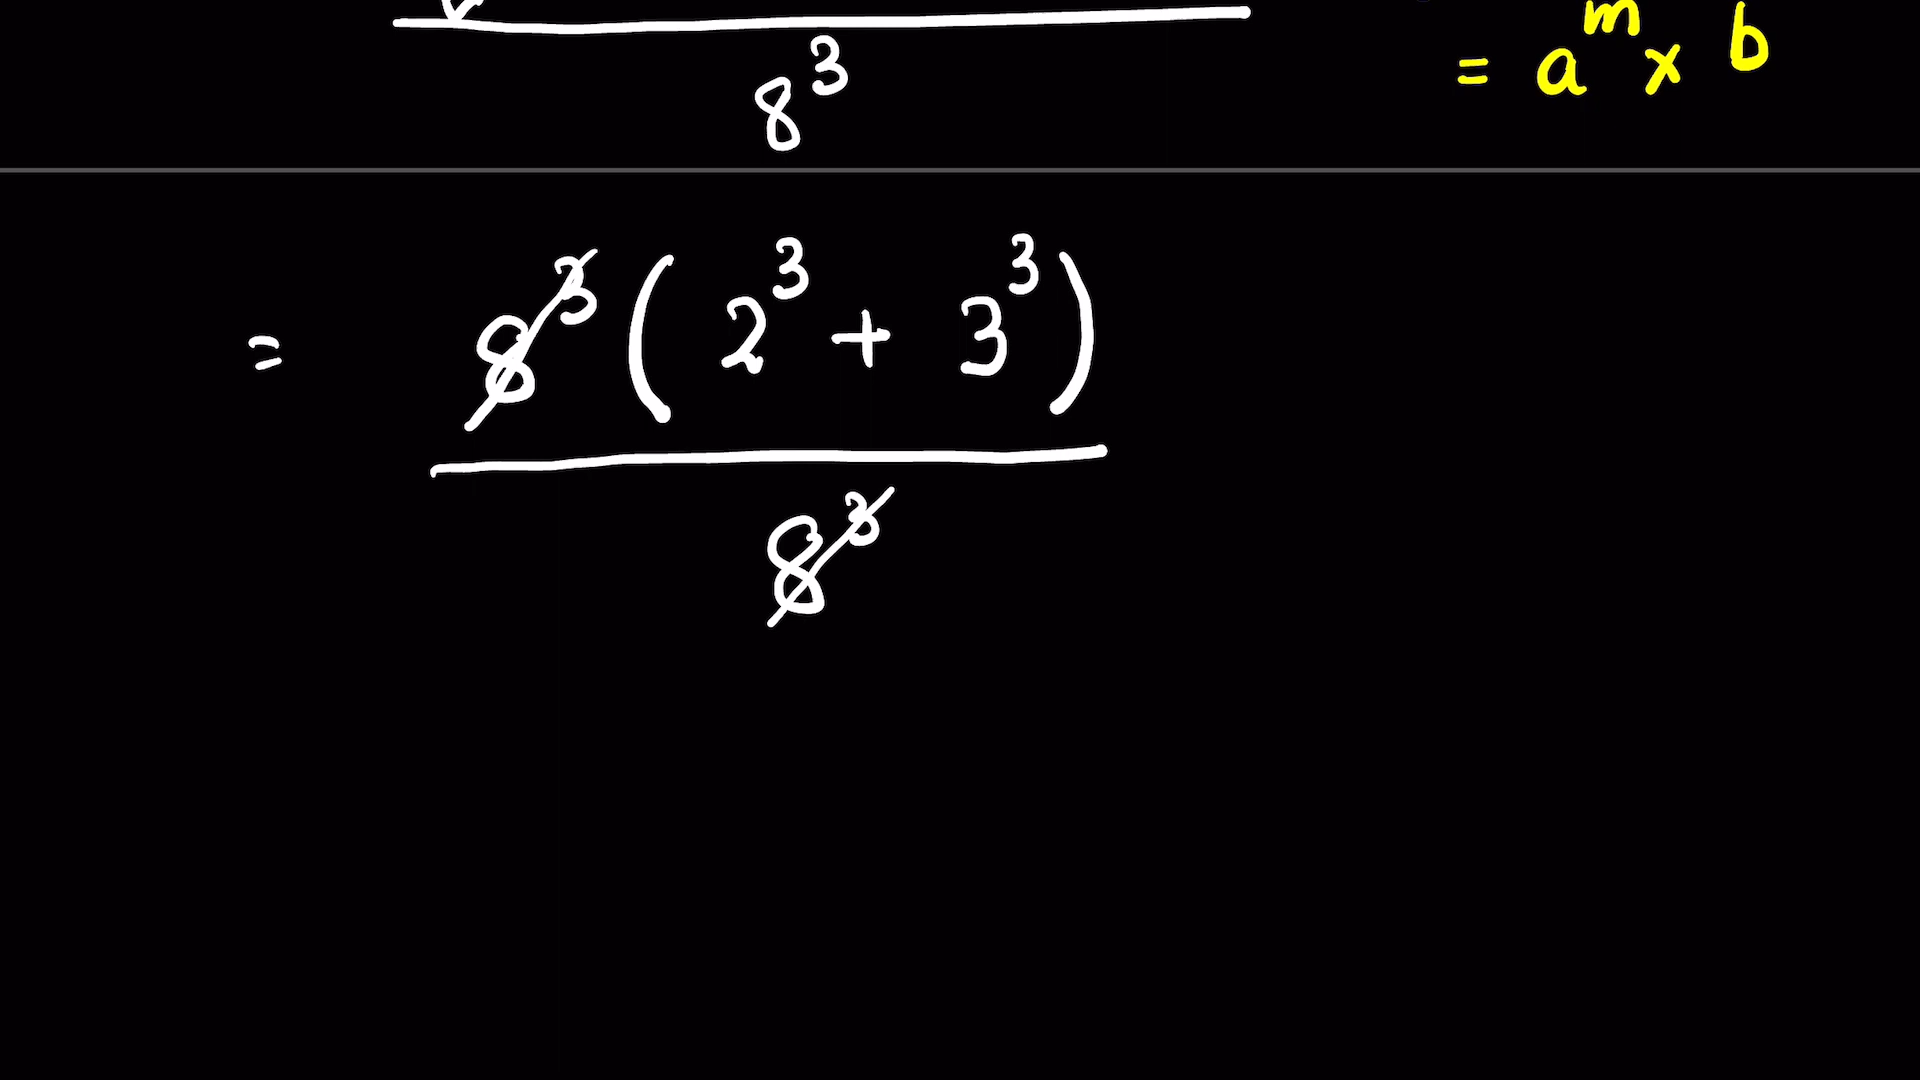 8³
= aᵐ × b
= 8³ ( 2³ + 3³ )
8³